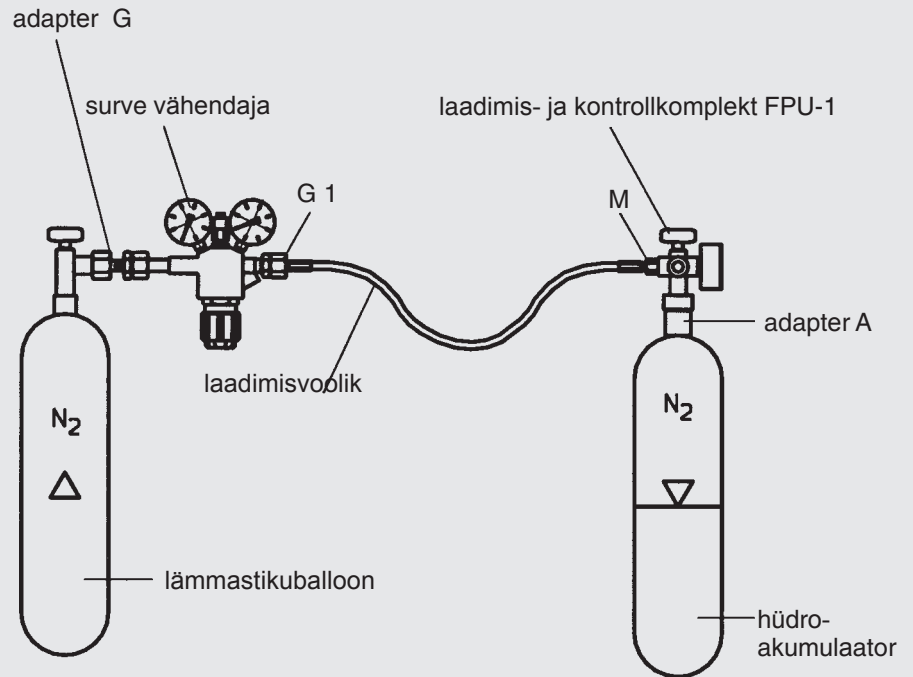 adapter G
surve vähendaja
laadimis- ja kontrollkomplekt FPU-1
G 1
M
adapter A
laadimisvoolik
N2
N2
lämmastikuballoon
hüdro-
akumulaator